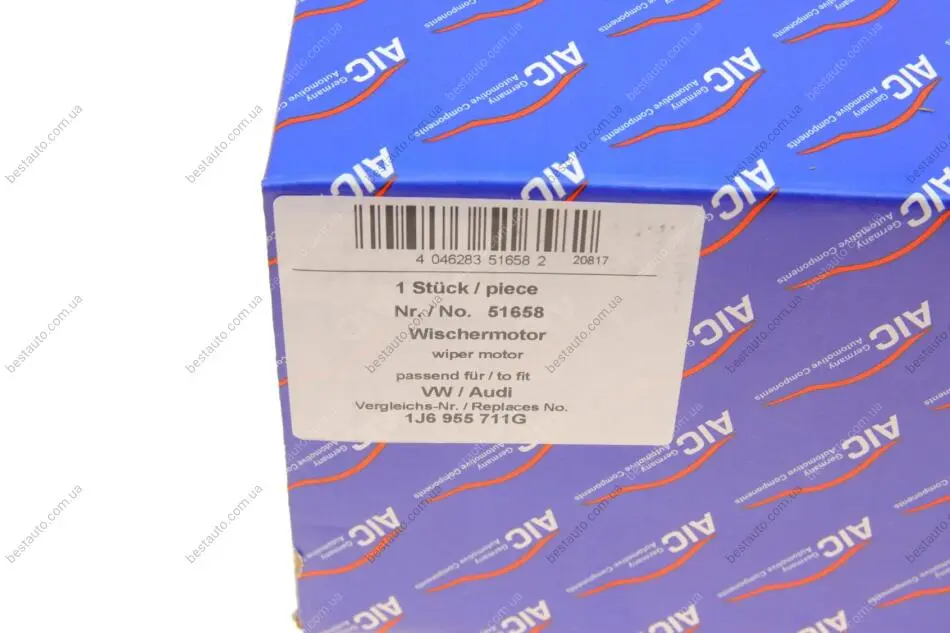 AIC
Germany
Automotive Components
4 046283 51658 2 20817
1 Stück / piece
Nr. / No. 51658
Wischermotor
wiper motor
passend für / to fit
VW / Audi
Vergleichs-Nr. / Replaces No.
1J6 955 711G
bestauto.com.ua